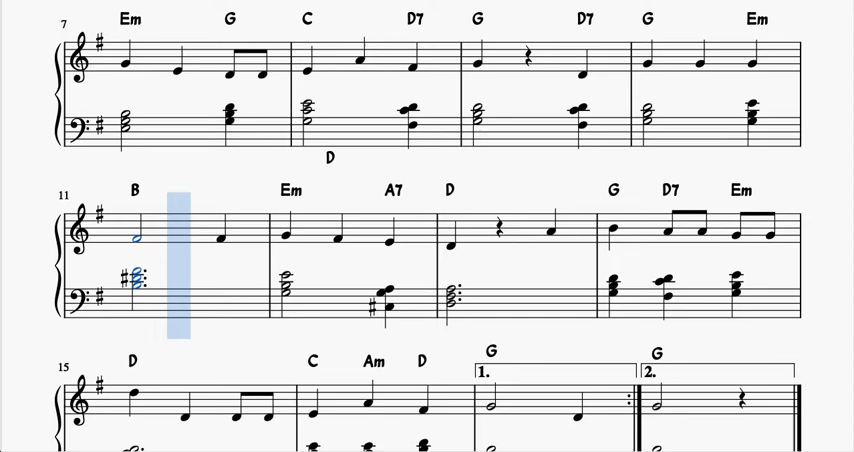 Em G C D7 G D7 G Em
7
D
B Em A7 D G D7 Em
11
D C Am D G G
15 1. 2.